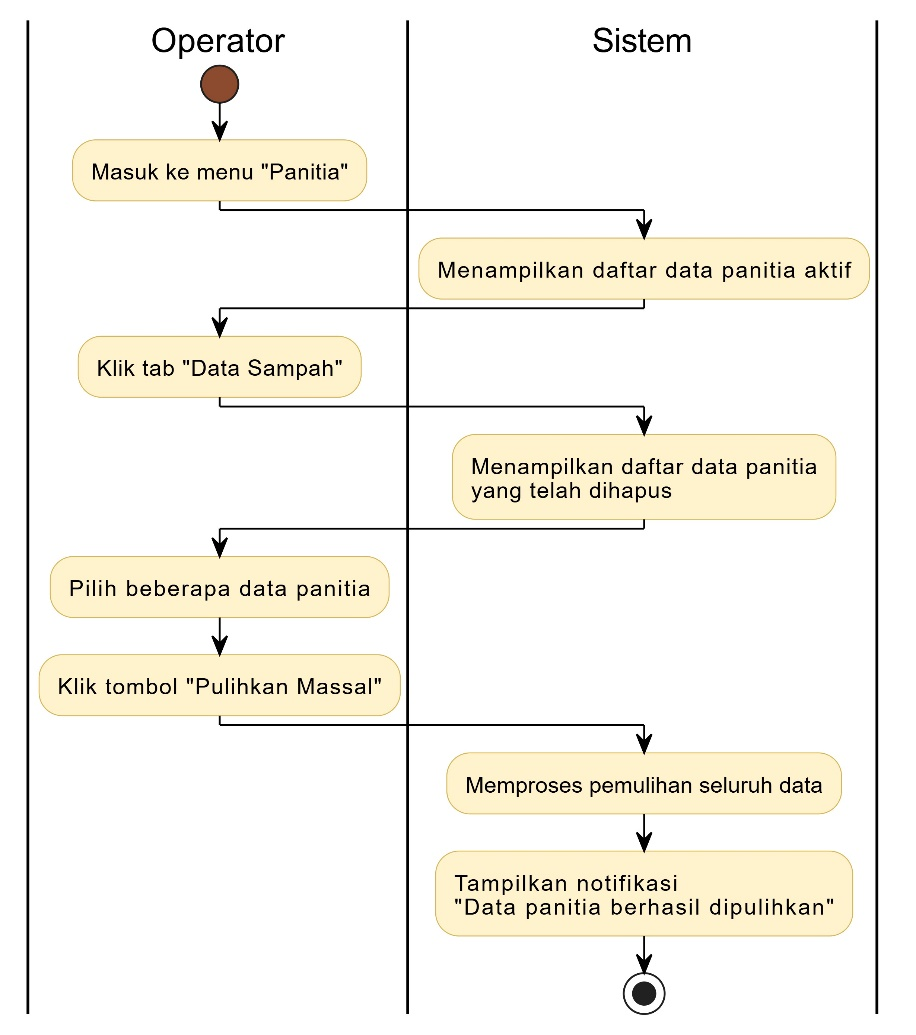 Operator
Sistem
Masuk ke menu "Panitia"
Menampilkan daftar data panitia aktif
Klik tab "Data Sampah"
Menampilkan daftar data panitia
yang telah dihapus
Pilih beberapa data panitia
Klik tombol "Pulihkan Massal"
Memproses pemulihan seluruh data
Tampilkan notifikasi
"Data panitia berhasil dipulihkan"